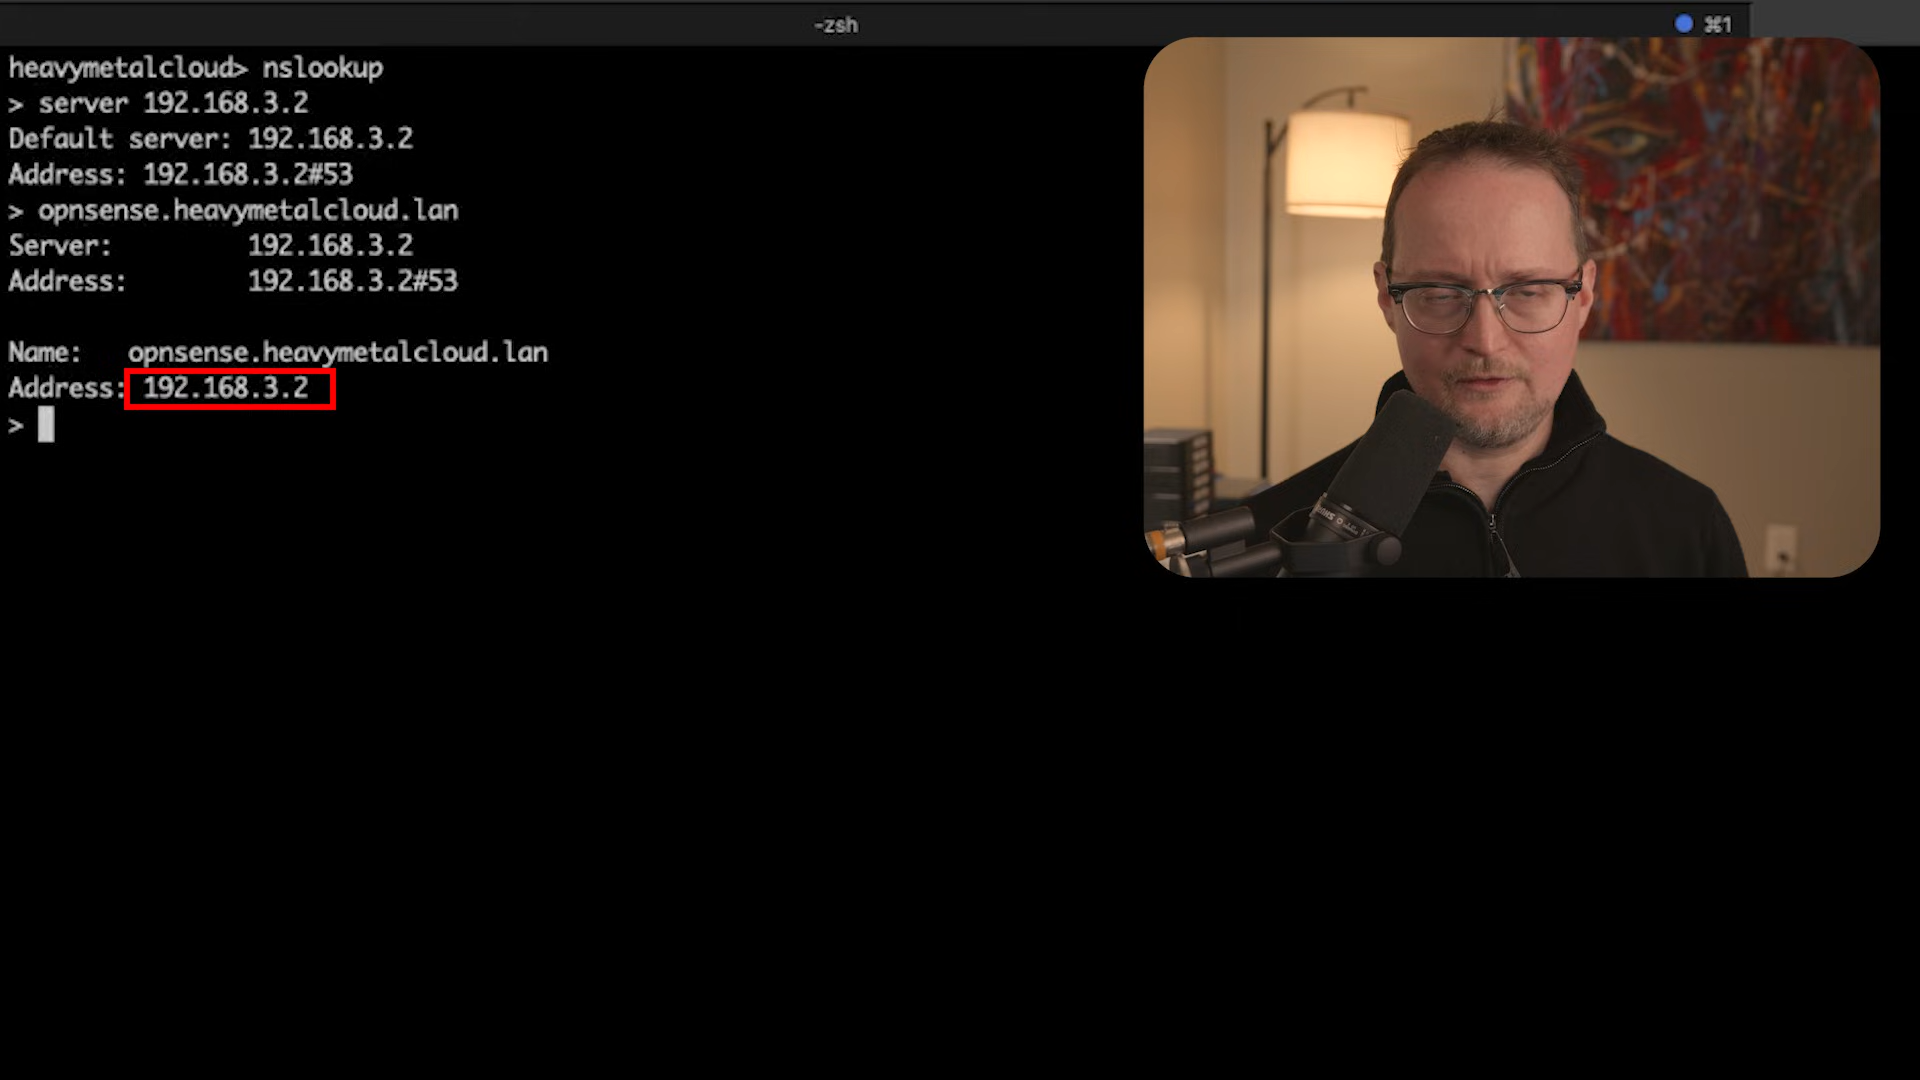 -zsh
⌘1
heavymetalcloud> nslookup
> server 192.168.3.2
Default server: 192.168.3.2
Address: 192.168.3.2#53
> opnsense.heavymetalcloud.lan
Server: 192.168.3.2
Address: 192.168.3.2#53
Name: opnsense.heavymetalcloud.lan
Address: 192.168.3.2
>
SHURE